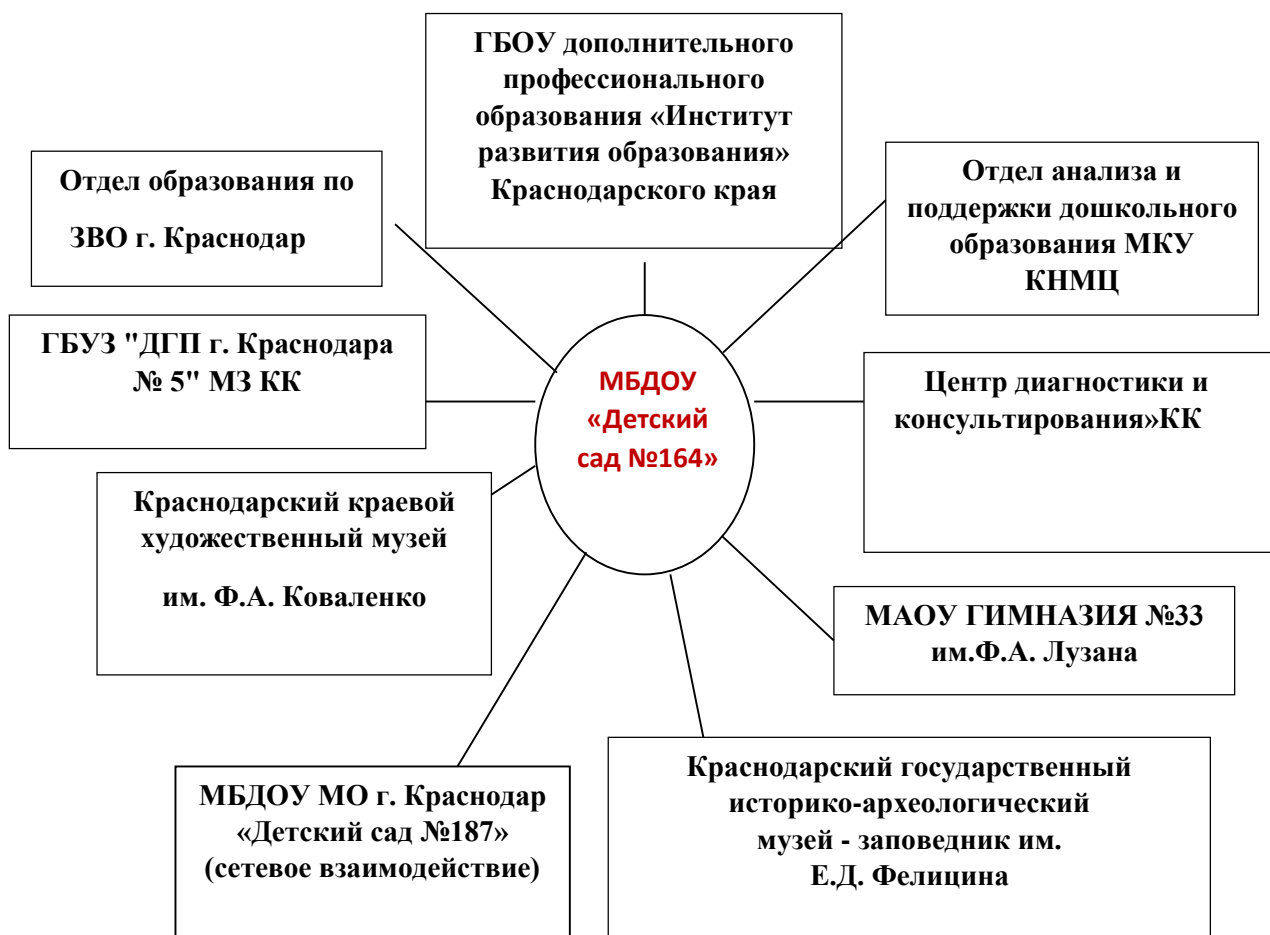 ГБОУ дополнительного
профессионального
образования «Институт
развития образования»
Краснодарского края
Отдел образования по
ЗВО г. Краснодар
Отдел анализа и
поддержки дошкольного
образования МКУ
КНМЦ
ГБУЗ "ДГП г. Краснодара
№ 5" МЗ КК
МБДОУ
«Детский
сад №164»
Центр диагностики и
консультирования»КК
Краснодарский краевой
художественный музей
им. Ф.А. Коваленко
МАОУ ГИМНАЗИЯ №33
им.Ф.А. Лузана
МБДОУ МО г. Краснодар
«Детский сад №187»
(сетевое взаимодействие)
Краснодарский государственный
историко-археологический
музей - заповедник им.
Е.Д. Фелицина